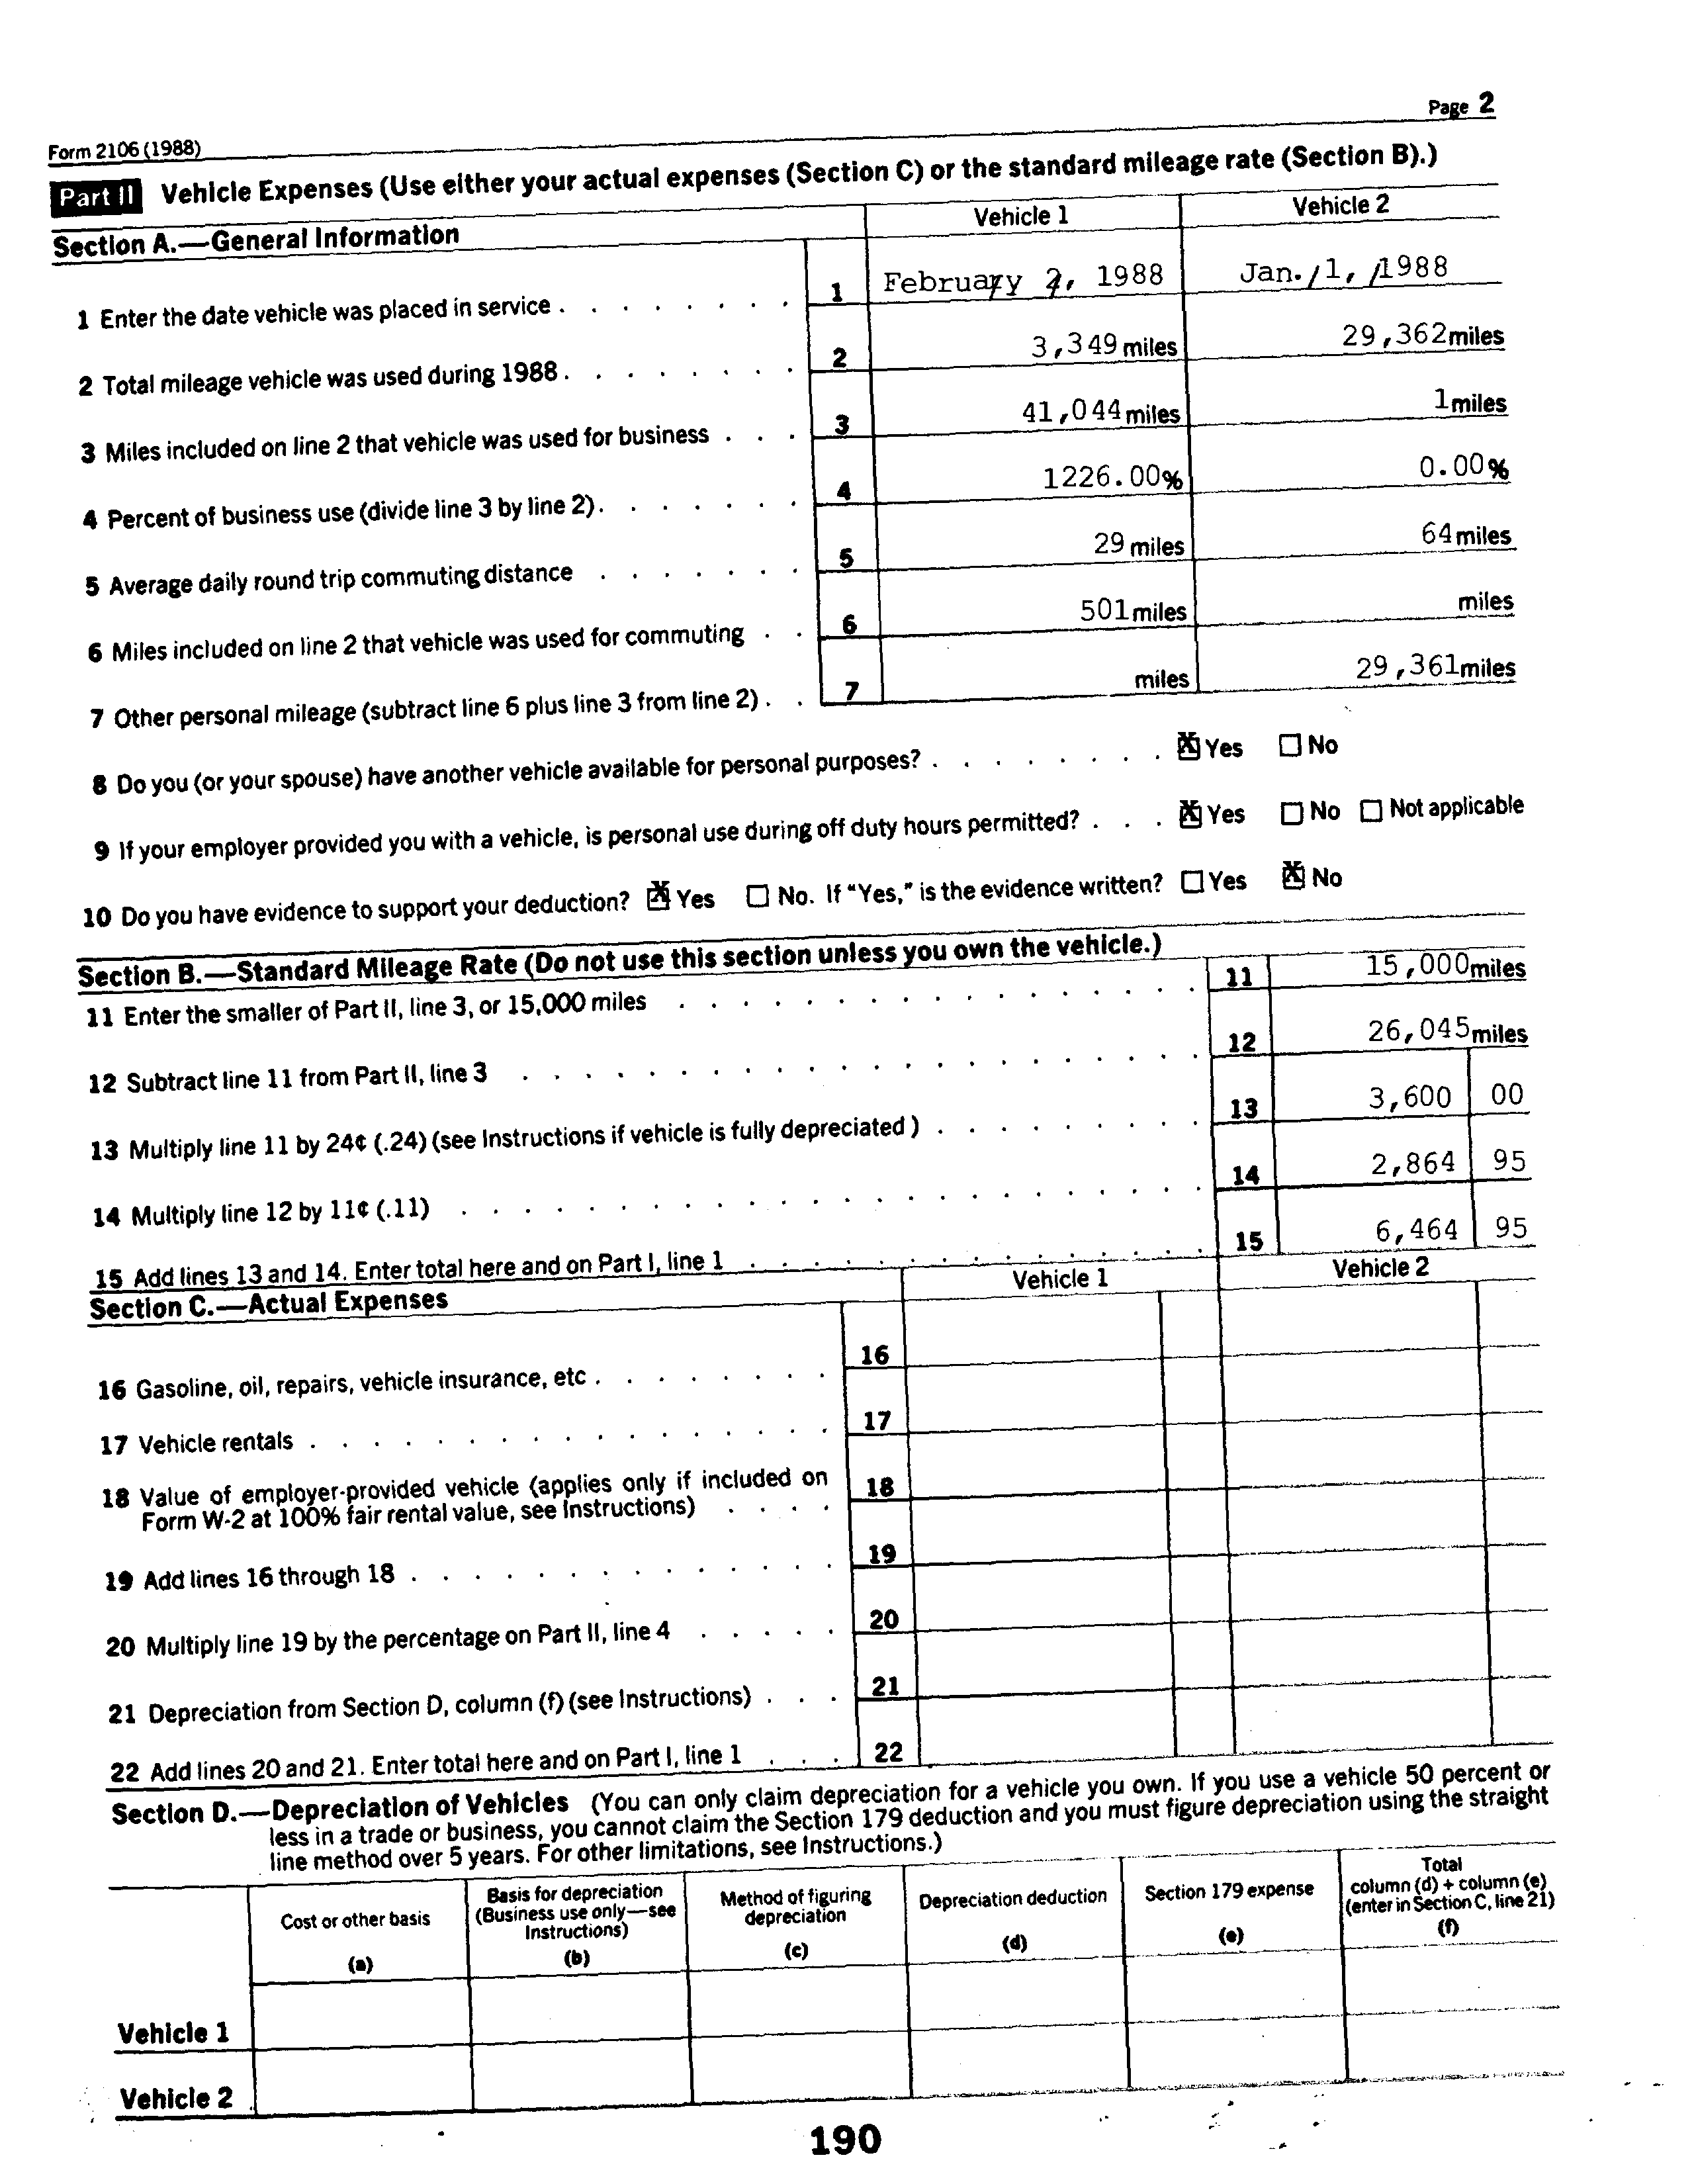 Form 2106 (1988) Page 2
Part II Vehicle Expenses (Use either your actual expenses (Section C) or the standard mileage rate (Section B).)
Section A.—General Information Vehicle 1 Vehicle 2
1 Enter the date vehicle was placed in service . . . . . . . . 1 February 2, 1988 Jan./1, /1988
2 Total mileage vehicle was used during 1988 . . . . . . . . 2 3,349 miles 29,362 miles
3 Miles included on line 2 that vehicle was used for business . . . 3 41,044 miles 1 miles
4 Percent of business use (divide line 3 by line 2) . . . . . . . 4 1226.00% 0.00%
5 Average daily round trip commuting distance . . . . . . . 5 29 miles 64 miles
6 Miles included on line 2 that vehicle was used for commuting . . 6 501 miles miles
7 Other personal mileage (subtract line 6 plus line 3 from line 2) . . 7 miles 29,361 miles
8 Do you (or your spouse) have another vehicle available for personal purposes? . . . . . . . . X Yes ☐ No
9 If your employer provided you with a vehicle, is personal use during off duty hours permitted? . . . X Yes ☐ No ☐ Not applicable
10 Do you have evidence to support your deduction? X Yes ☐ No. If "Yes," is the evidence written? ☐ Yes X No
Section B.—Standard Mileage Rate (Do not use this section unless you own the vehicle.)
11 Enter the smaller of Part II, line 3, or 15,000 miles . . . . . . . . . . . . . . . . . 11 15,000 miles
12 Subtract line 11 from Part II, line 3 . . . . . . . . . . . . . . . . . . . . . . 12 26,045 miles
13 Multiply line 11 by 24¢ (.24) (see Instructions if vehicle is fully depreciated ) . . . . . . . . . 13 3,600 00
14 Multiply line 12 by 11¢ (.11) . . . . . . . . . . . . . . . . . . . . . . . . 14 2,864 95
15 Add lines 13 and 14. Enter total here and on Part I, line 1 . . . . . . . . . . . . . . . 15 6,464 95
Section C.—Actual Expenses Vehicle 1 Vehicle 2
16 Gasoline, oil, repairs, vehicle insurance, etc . . . . . . . . 16
17 Vehicle rentals . . . . . . . . . . . . . . . . . 17
18 Value of employer-provided vehicle (applies only if included on
Form W-2 at 100% fair rental value, see Instructions) . . . . 18
19 Add lines 16 through 18 . . . . . . . . . . . . . . 19
20 Multiply line 19 by the percentage on Part II, line 4 . . . . . 20
21 Depreciation from Section D, column (f) (see Instructions) . . . 21
22 Add lines 20 and 21. Enter total here and on Part I, line 1 . . . 22
Section D.—Depreciation of Vehicles (You can only claim depreciation for a vehicle you own. If you use a vehicle 50 percent or
less in a trade or business, you cannot claim the Section 179 deduction and you must figure depreciation using the straight
line method over 5 years. For other limitations, see Instructions.)
Cost or other basis
(a)
Basis for depreciation
(Business use only—see
Instructions)
(b)
Method of figuring
depreciation
(c)
Depreciation deduction
(d)
Section 179 expense
(e)
Total
column (d) + column (e)
(enter in Section C, line 21)
(f)
Vehicle 1
Vehicle 2
190